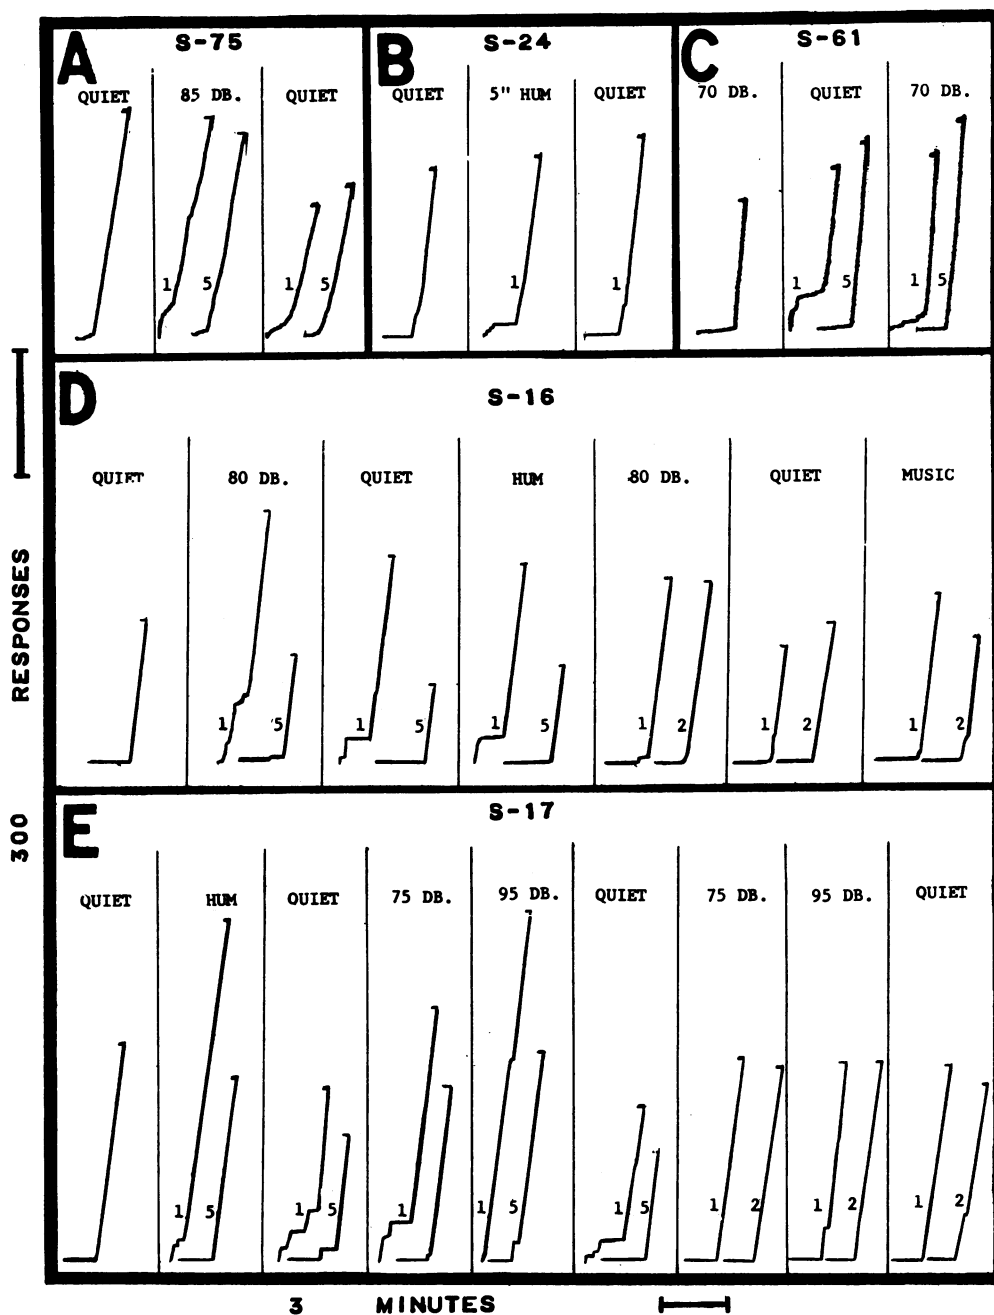 A
S-75
B
S-24
C
S-61
QUIET
85 DB.
QUIET
QUIET
5" HUM
QUIET
70 DB.
QUIET
70 DB.
1
5
1
5
1
1
1
5
1
5
D
S-16
QUIET
80 DB.
QUIET
HUM
80 DB.
QUIET
MUSIC
1
5
1
5
1
5
1
2
1
2
1
2
E
S-17
QUIET
HUM
QUIET
75 DB.
95 DB.
QUIET
75 DB.
95 DB.
QUIET
1
5
1
5
1
1
5
1
5
1
2
1
2
1
2
300 RESPONSES
3 MINUTES